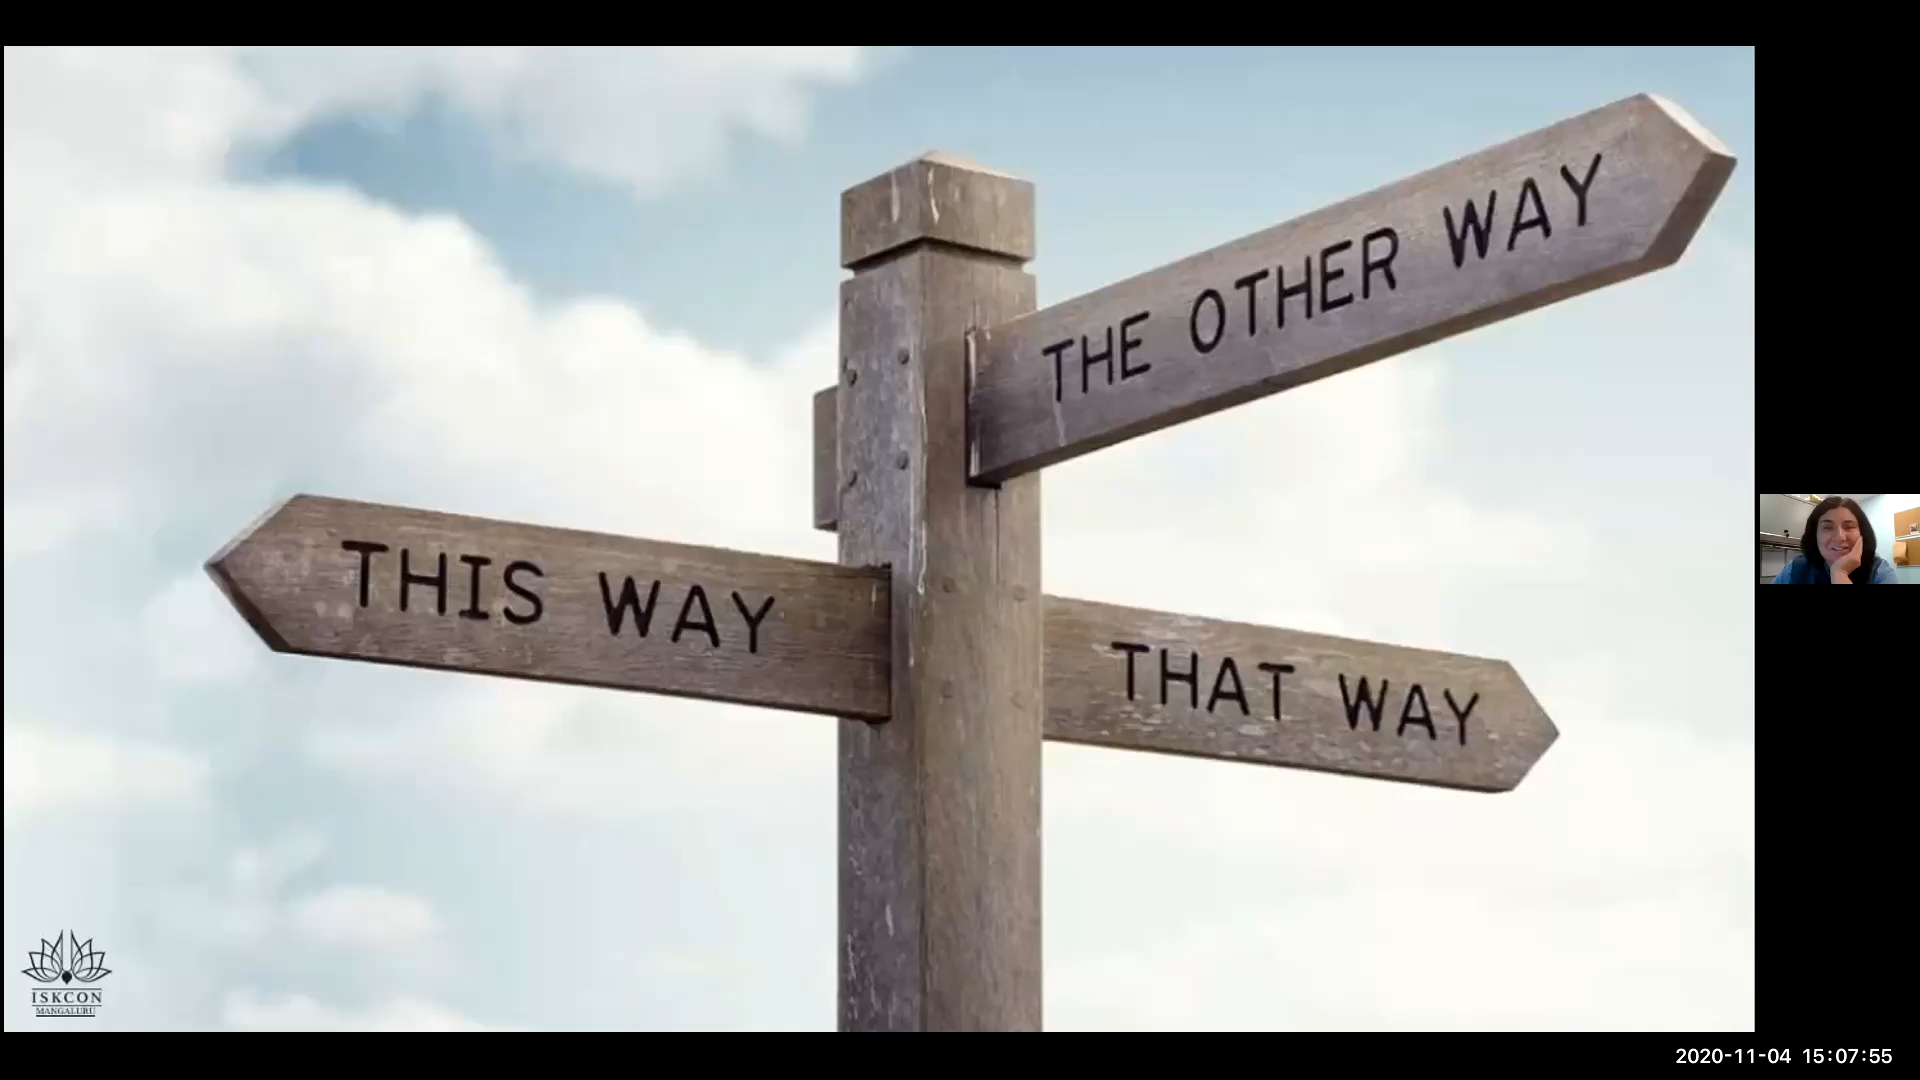 THE OTHER WAY
THIS WAY
THAT WAY
ISKCON
MANGALURU
2020-11-04 15:07:55